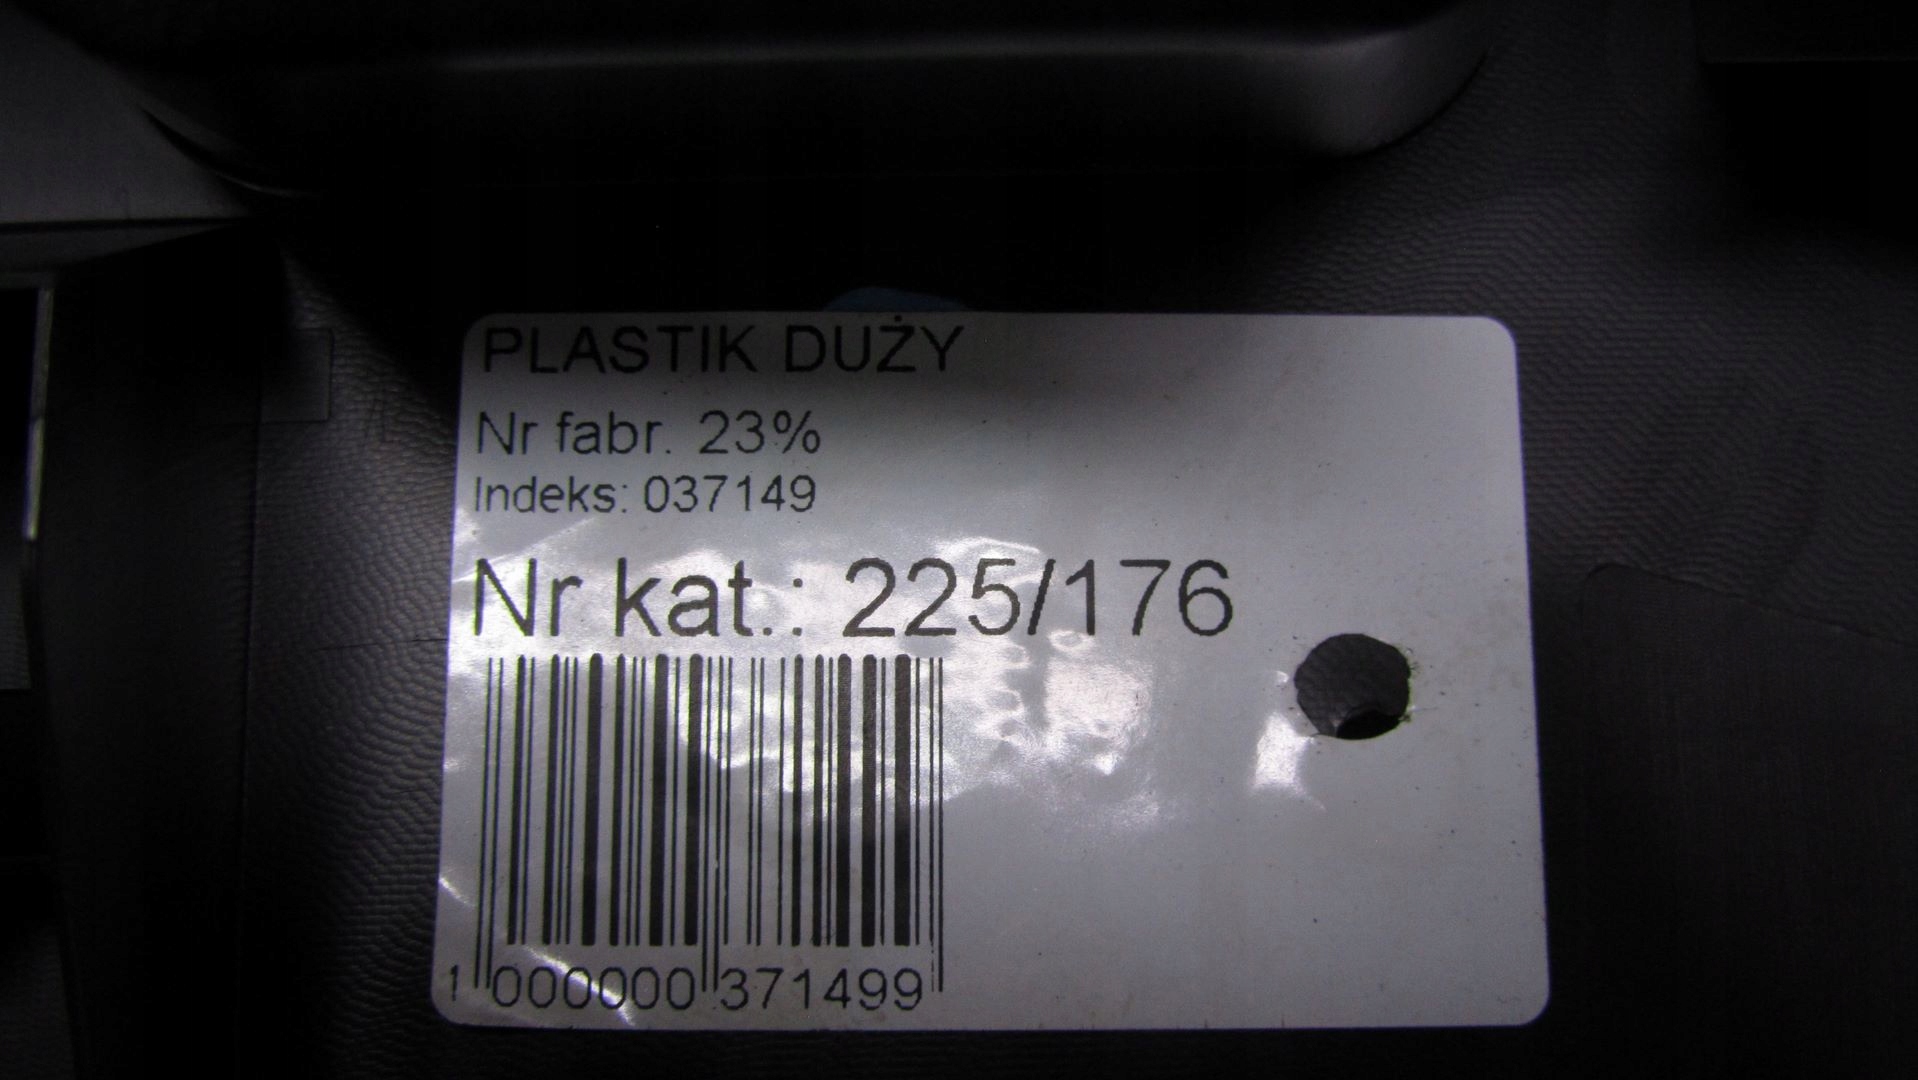 PLASTIK DUŻY
Nr fabr. 23%
Indeks: 037149
Nr kat.: 225/176
1 000000 371499